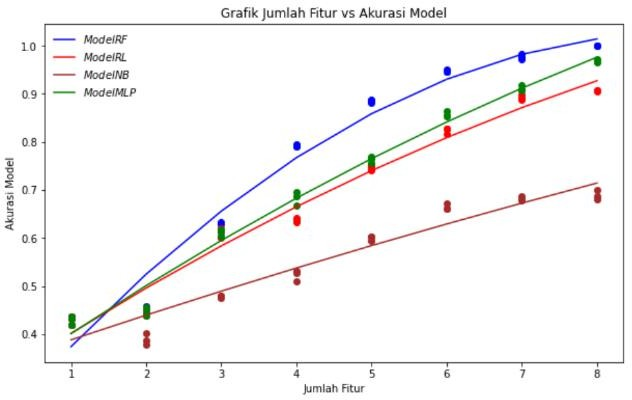 Grafik Jumlah Fitur vs Akurasi Model
ModelRF
ModelRL
ModelNB
ModelMLP
Akurasi Model
1.0
0.9
0.8
0.7
0.6
0.5
0.4
1 2 3 4 5 6 7 8
Jumlah Fitur